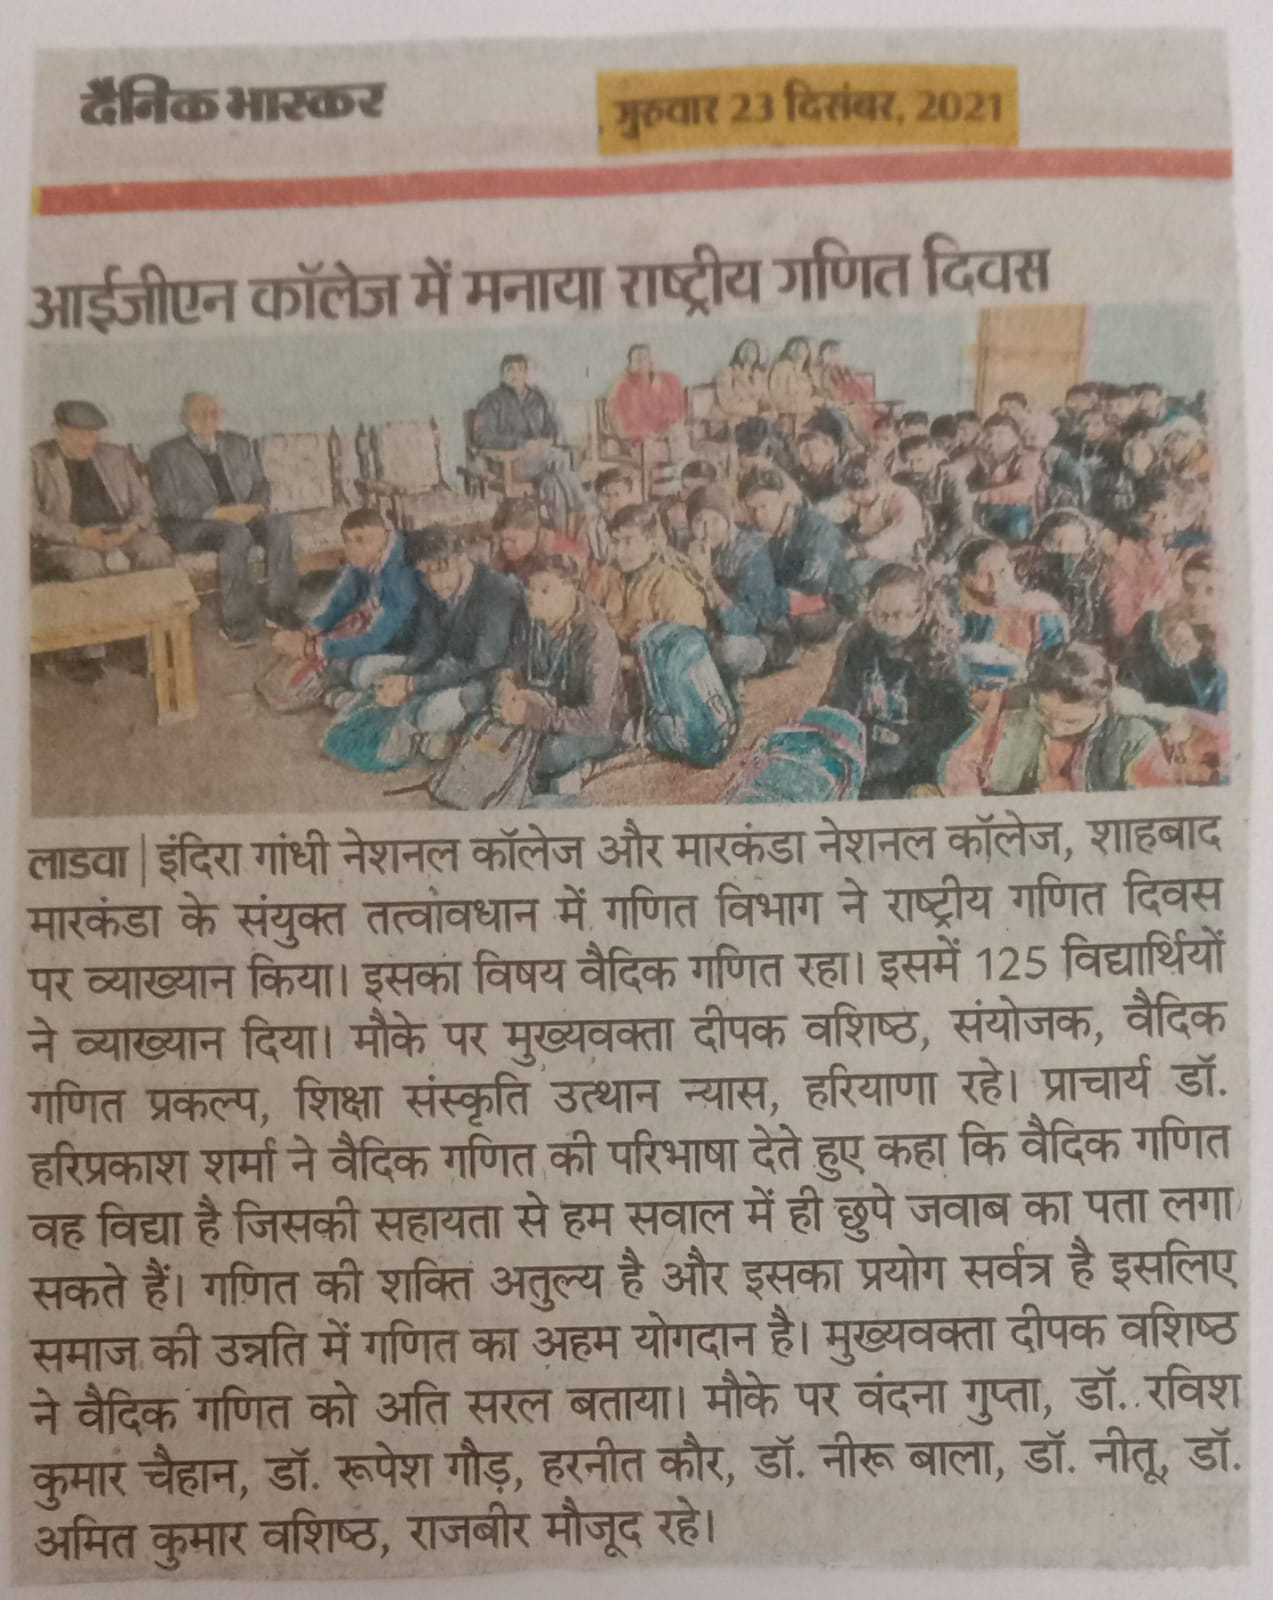 दैनिक भास्कर
गुरुवार 23 दिसंबर, 2021
आईजीएन कॉलेज में मनाया राष्ट्रीय गणित दिवस
लाडवा | इंदिरा गांधी नेशनल कॉलेज और मारकंडा नेशनल कॉलेज, शाहबाद
मारकंडा के संयुक्त तत्वावधान में गणित विभाग ने राष्ट्रीय गणित दिवस
पर व्याख्यान किया। इसका विषय वैदिक गणित रहा। इसमें 125 विद्यार्थियों
ने व्याख्यान दिया। मौके पर मुख्यवक्ता दीपक वशिष्ठ, संयोजक, वैदिक
गणित प्रकल्प, शिक्षा संस्कृति उत्थान न्यास, हरियाणा रहे। प्राचार्य डॉ.
हरिप्रकाश शर्मा ने वैदिक गणित की परिभाषा देते हुए कहा कि वैदिक गणित
वह विद्या है जिसकी सहायता से हम सवाल में ही छुपे जवाब का पता लगा
सकते हैं। गणित की शक्ति अतुल्य है और इसका प्रयोग सर्वत्र है इसलिए
समाज की उन्नति में गणित का अहम योगदान है। मुख्यवक्ता दीपक वशिष्ठ
ने वैदिक गणित को अति सरल बताया। मौके पर वंदना गुप्ता, डॉ. रविश
कुमार चैहान, डॉ. रूपेश गौड़, हरनीत कौर, डॉ. नीरू बाला, डॉ. नीतू, डॉ.
अमित कुमार वशिष्ठ, राजबीर मौजूद रहे।